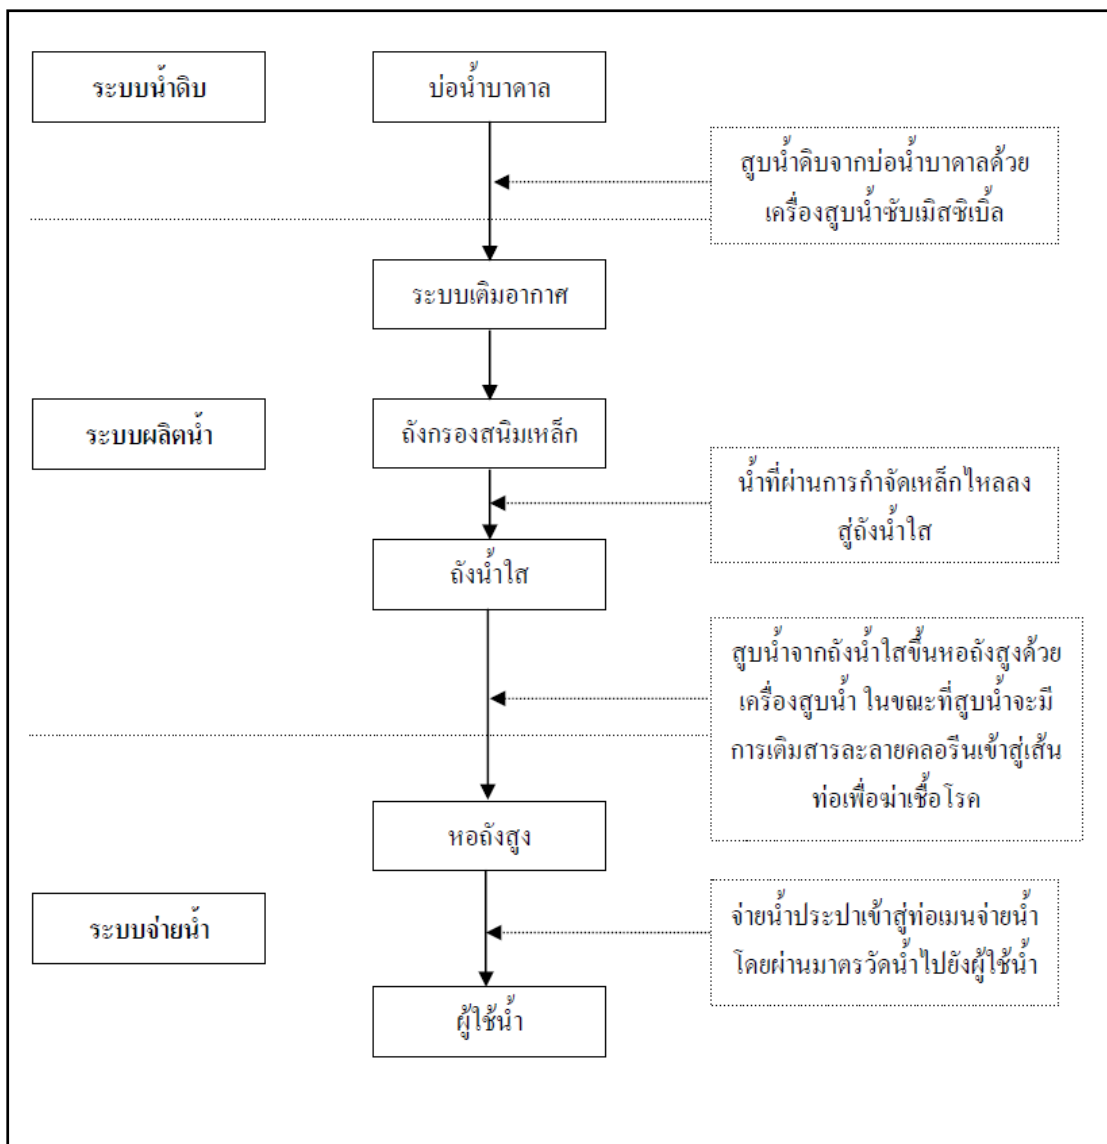 ระบบน้ำดิบ
บ่อน้ำบาดาล
สูบน้ำดิบจากบ่อน้ำบาดาลด้วย
เครื่องสูบน้ำซับเมิสซิเบิ้ล
ระบบเติมอากาศ
ระบบผลิตน้ำ
ถังกรองสนิมเหล็ก
น้ำที่ผ่านการกำจัดเหล็กไหลลง
สู่ถังน้ำใส
ถังน้ำใส
สูบน้ำจากถังน้ำใสขึ้นหอถังสูงด้วย
เครื่องสูบน้ำ ในขณะที่สูบน้ำจะมี
การเติมสารละลายคลอรีนเข้าสู่เส้น
ท่อเพื่อฆ่าเชื้อโรค
หอถังสูง
ระบบจ่ายน้ำ
จ่ายน้ำประปาเข้าสู่ท่อเมนจ่ายน้ำ
โดยผ่านมาตรวัดน้ำไปยังผู้ใช้น้ำ
ผู้ใช้น้ำ